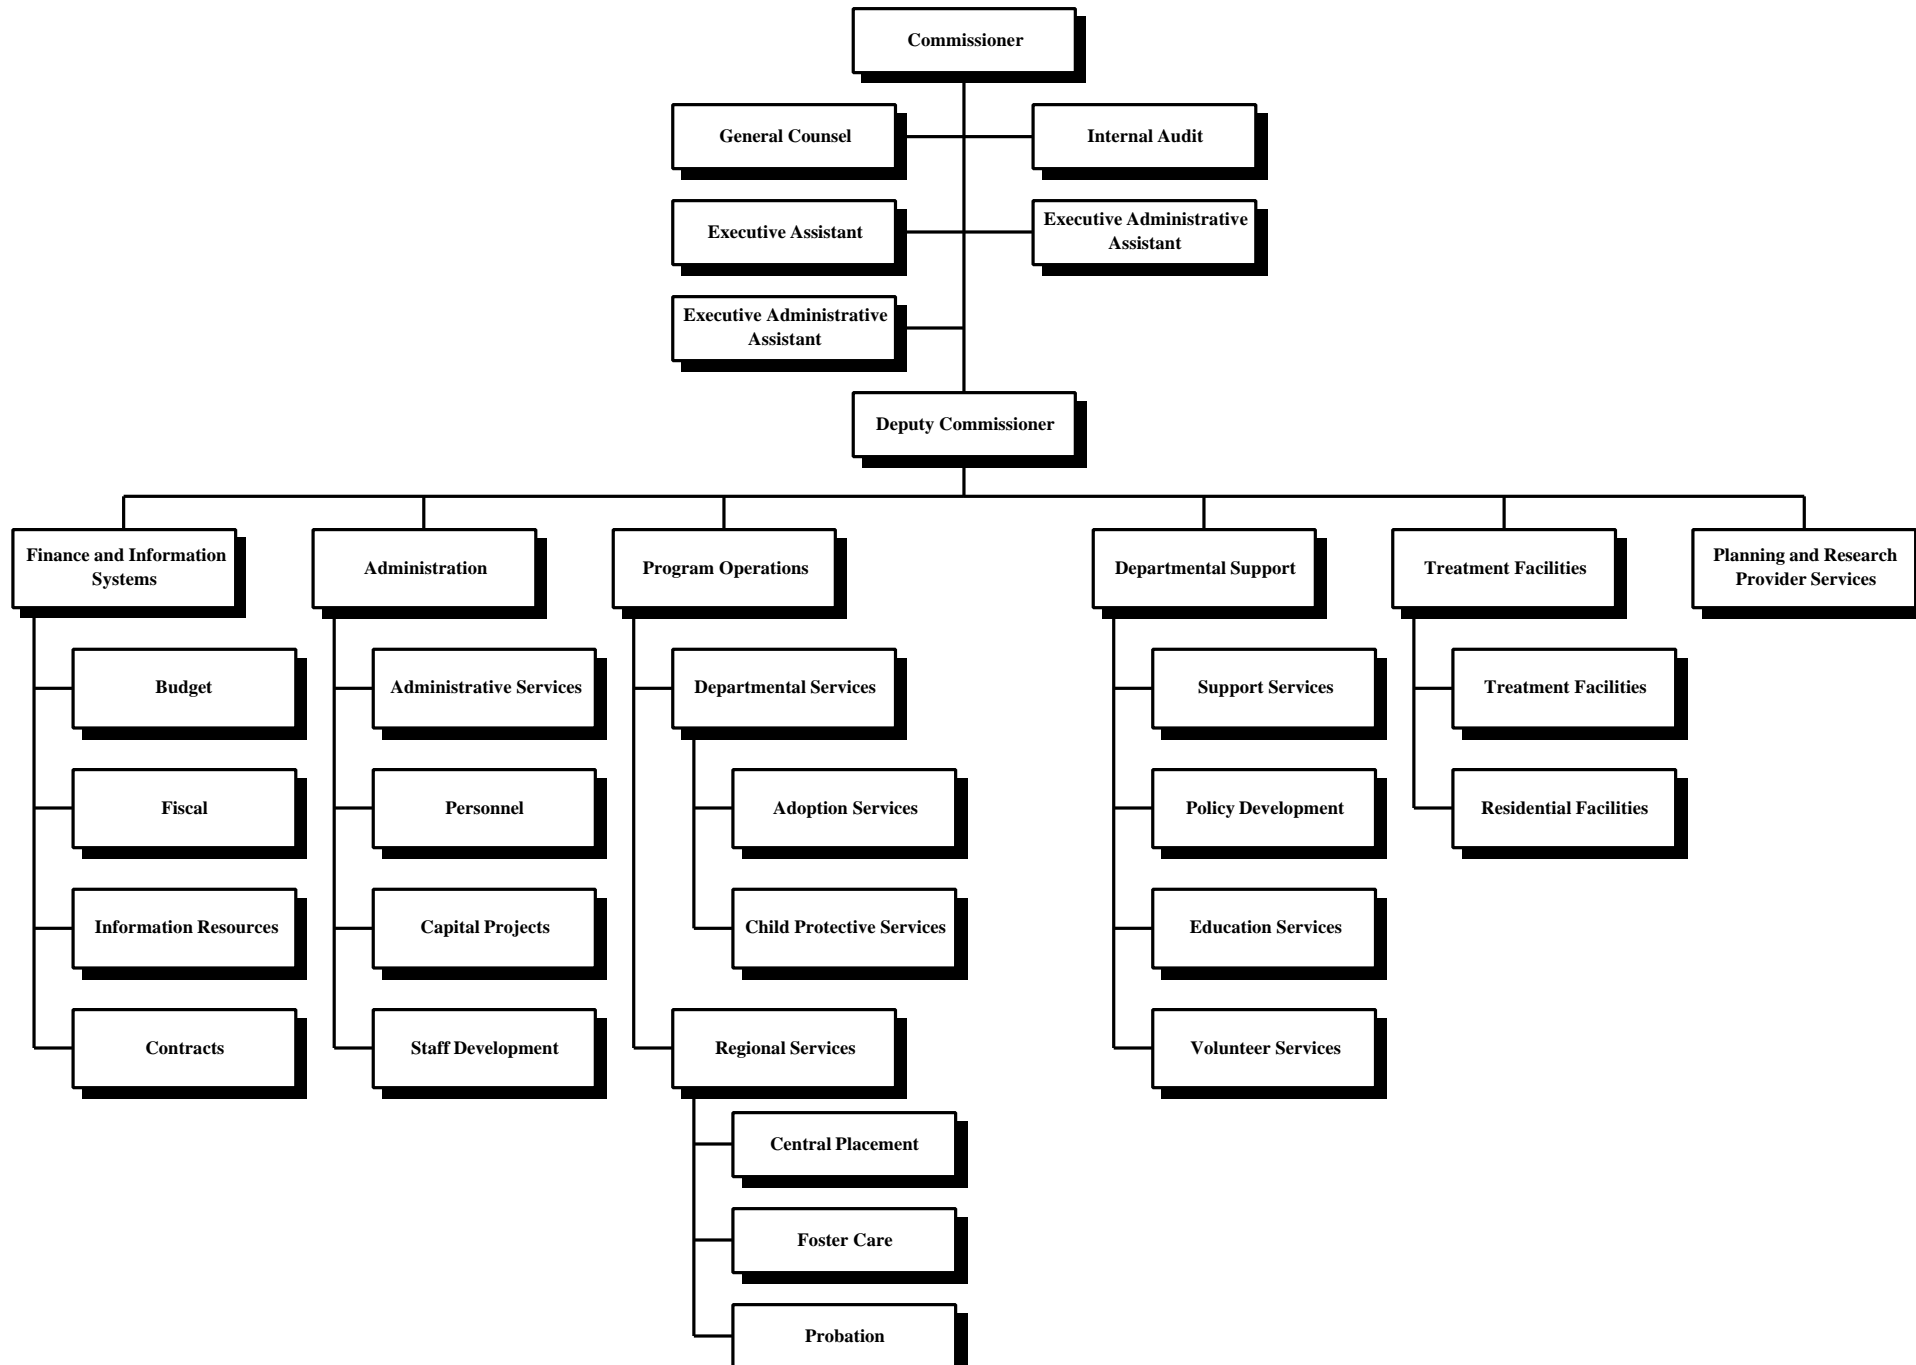 Commissioner
General Counsel
Internal Audit
Executive Assistant
Executive Administrative
Assistant
Executive Administrative
Assistant
Deputy Commissioner
Finance and Information
Systems
Administration
Program Operations
Departmental Support
Treatment Facilities
Planning and Research
Provider Services
Budget
Administrative Services
Departmental Services
Support Services
Treatment Facilities
Fiscal
Personnel
Adoption Services
Policy Development
Residential Facilities
Information Resources
Capital Projects
Child Protective Services
Education Services
Contracts
Staff Development
Regional Services
Volunteer Services
Central Placement
Foster Care
Probation